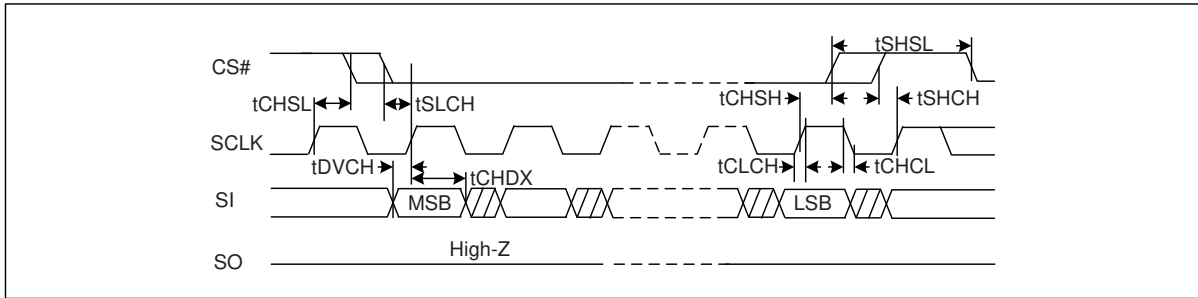 tSHSL
CS#
tCHSL
tSLCH
tCHSH
tSHCH
SCLK
tDVCH
tCHDX
tCLCH
tCHCL
SI
MSB
LSB
High-Z
SO